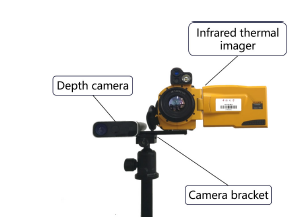 Infrared thermal
imager
Depth camera
Camera bracket